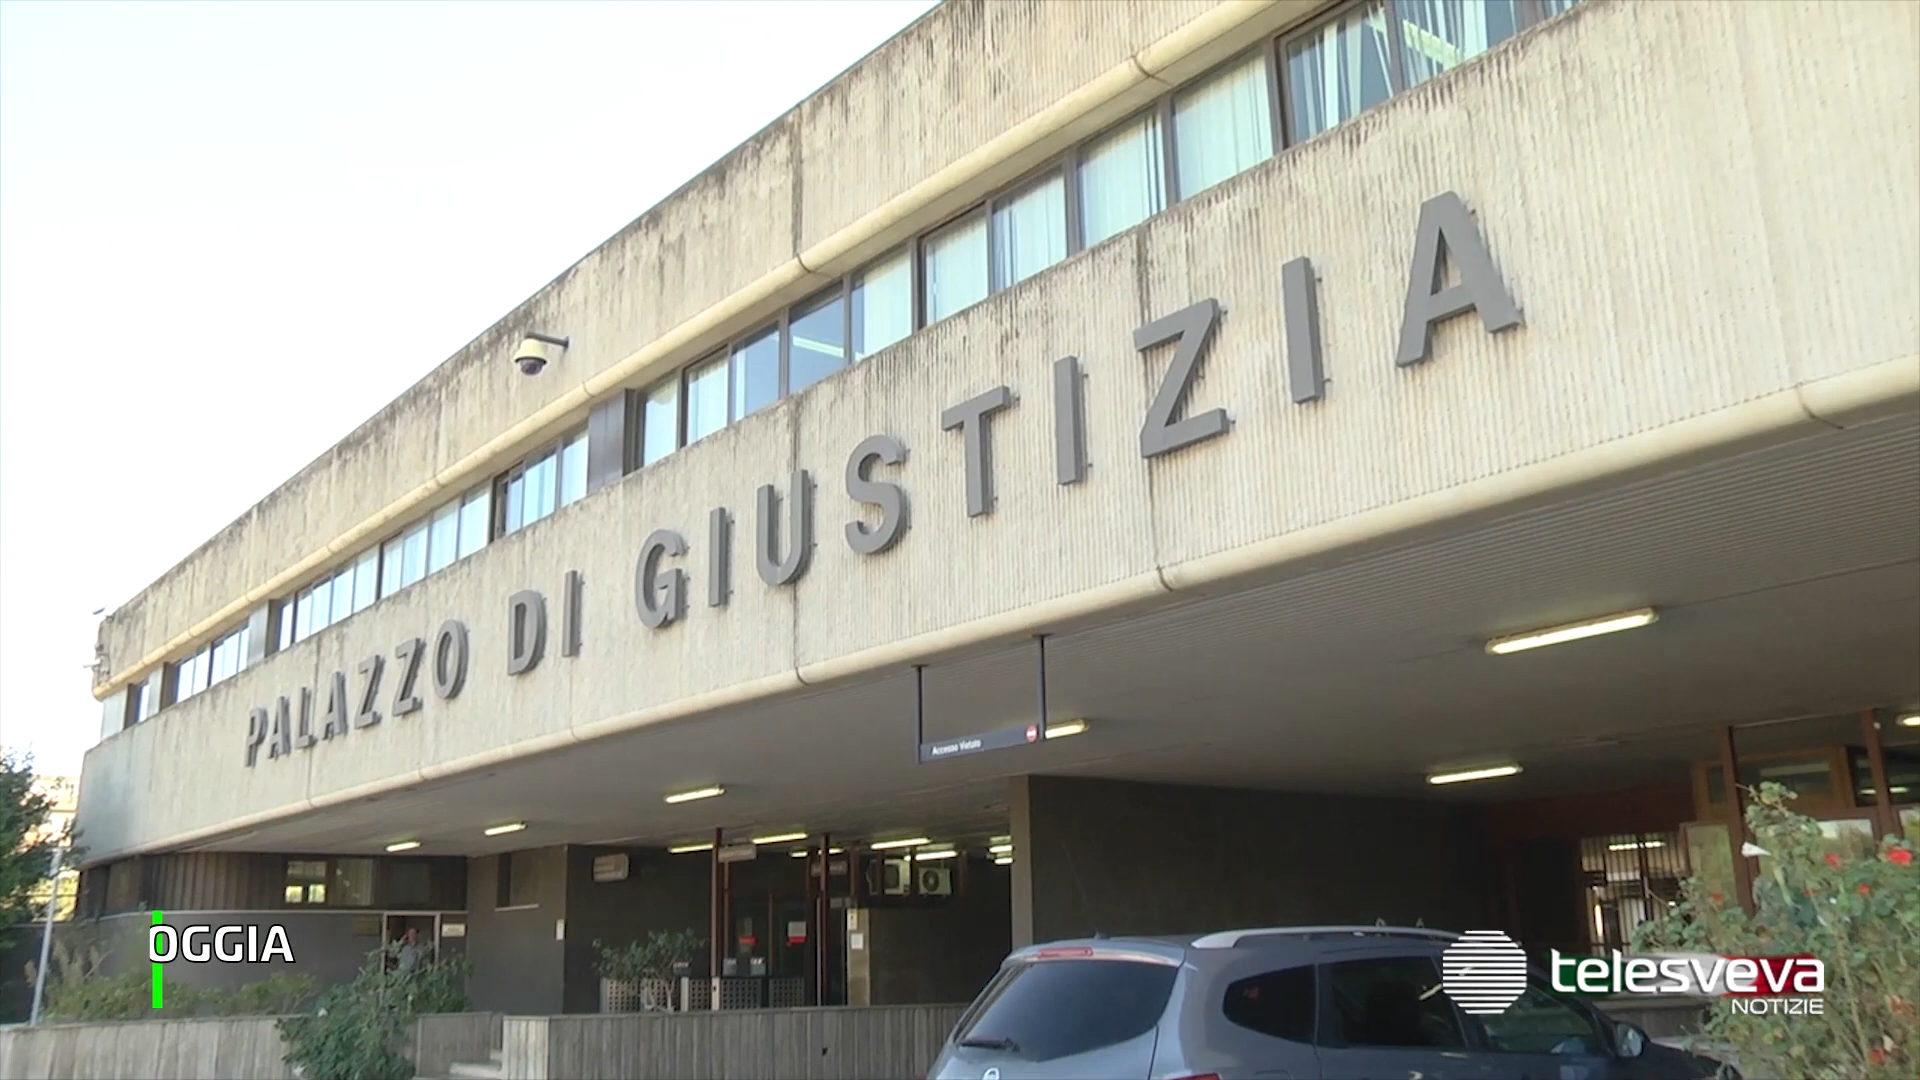 PALAZZO DI GIUSTIZIA
Accesso Vietato
OGGIA
telesveva
NOTIZIE